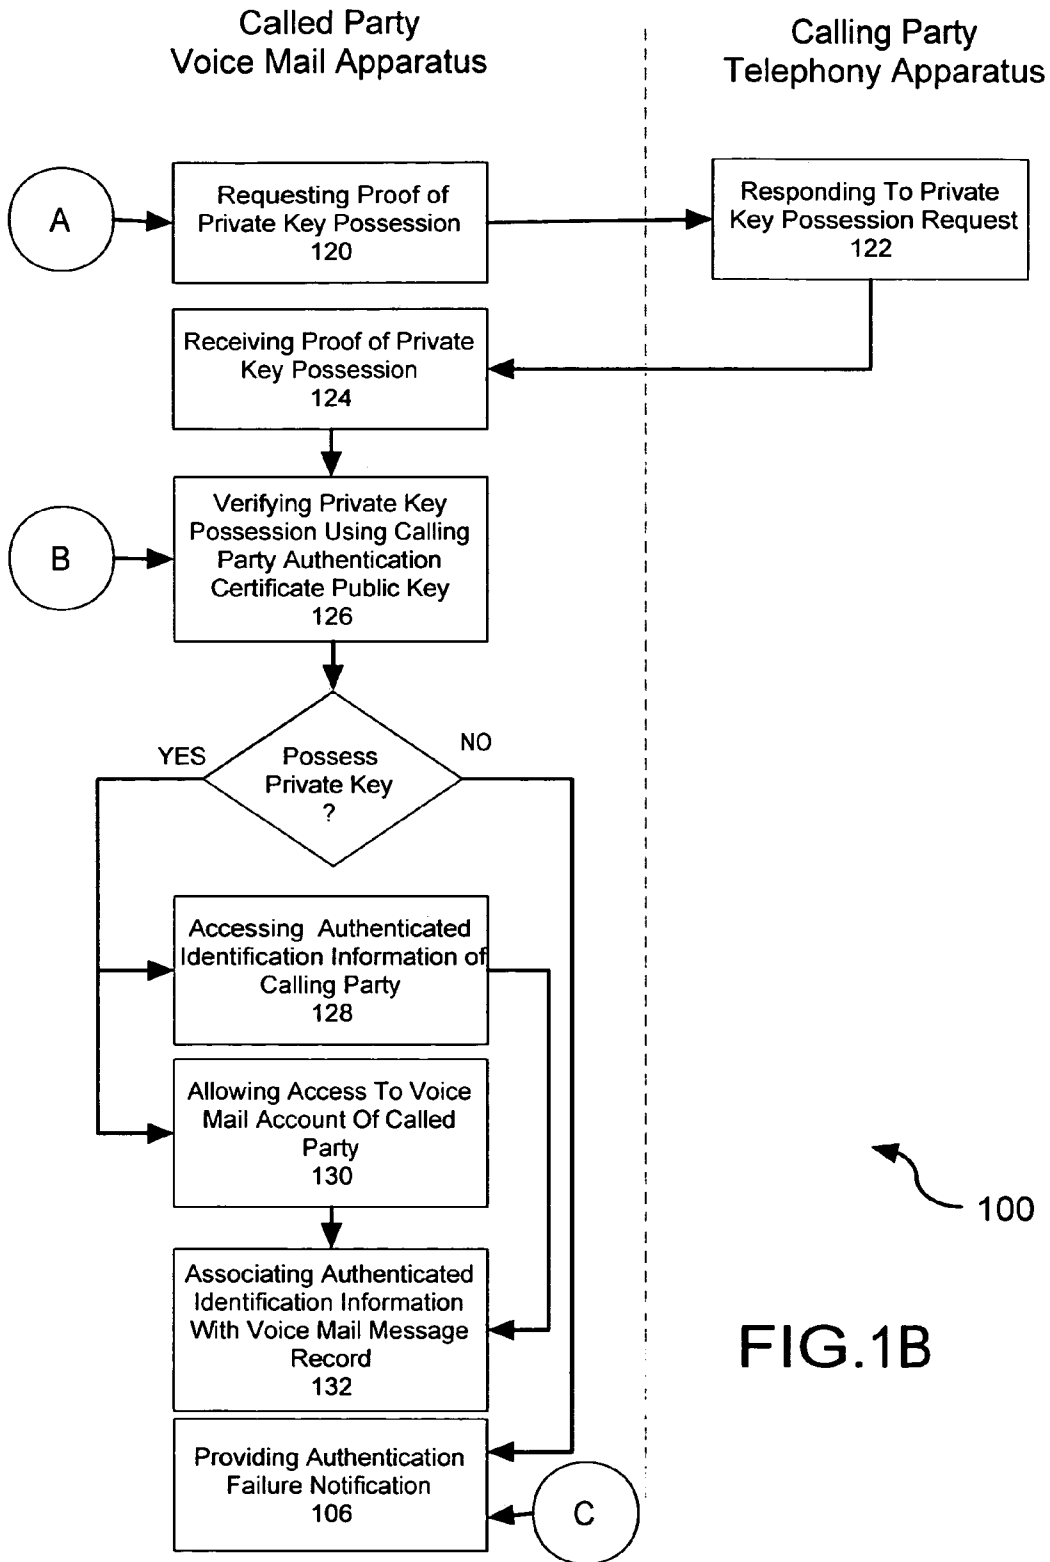 Called Party
Voice Mail Apparatus
Calling Party
Telephony Apparatus
A
Requesting Proof of
Private Key Possession
120
Responding To Private
Key Possession Request
122
Receiving Proof of Private
Key Possession
124
B
Verifying Private Key
Possession Using Calling
Party Authentication
Certificate Public Key
126
YES
NO
Possess
Private Key
?
Accessing Authenticated
Identification Information of
Calling Party
128
Allowing Access To Voice
Mail Account Of Called
Party
130
100
Associating Authenticated
Identification Information
With Voice Mail Message
Record
132
FIG.1B
Providing Authentication
Failure Notification
106
C